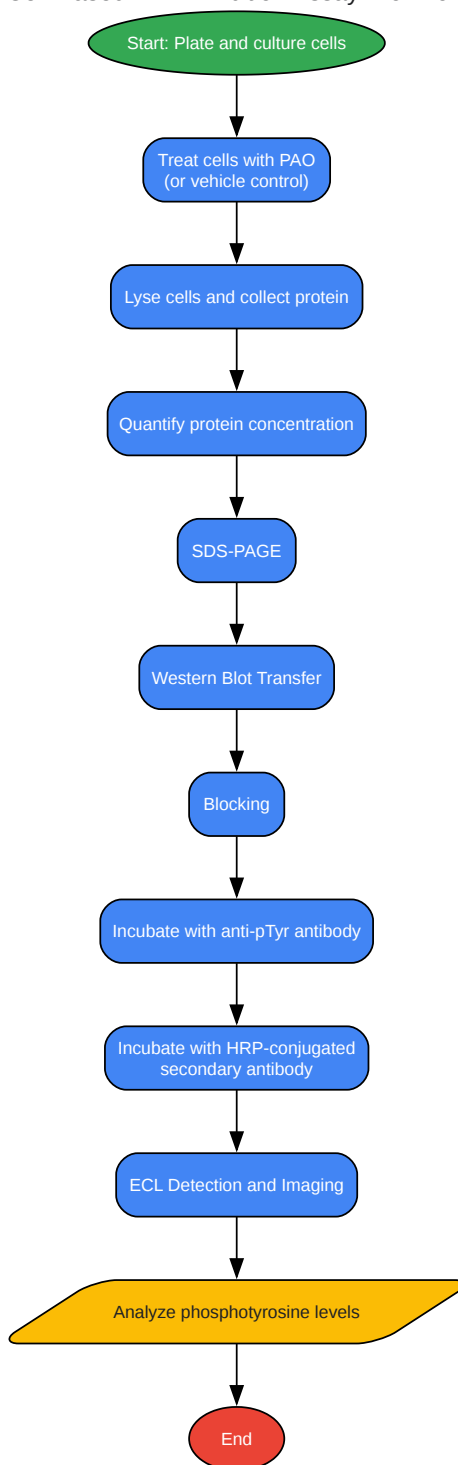 Start: Plate and culture cells
Treat cells with PAO
(or vehicle control)
Lyse cells and collect protein
Quantify protein concentration
SDS-PAGE
Western Blot Transfer
Blocking
Incubate with anti-pTyr antibody
Incubate with HRP-conjugated
secondary antibody
ECL Detection and Imaging
Analyze phosphotyrosine levels
End